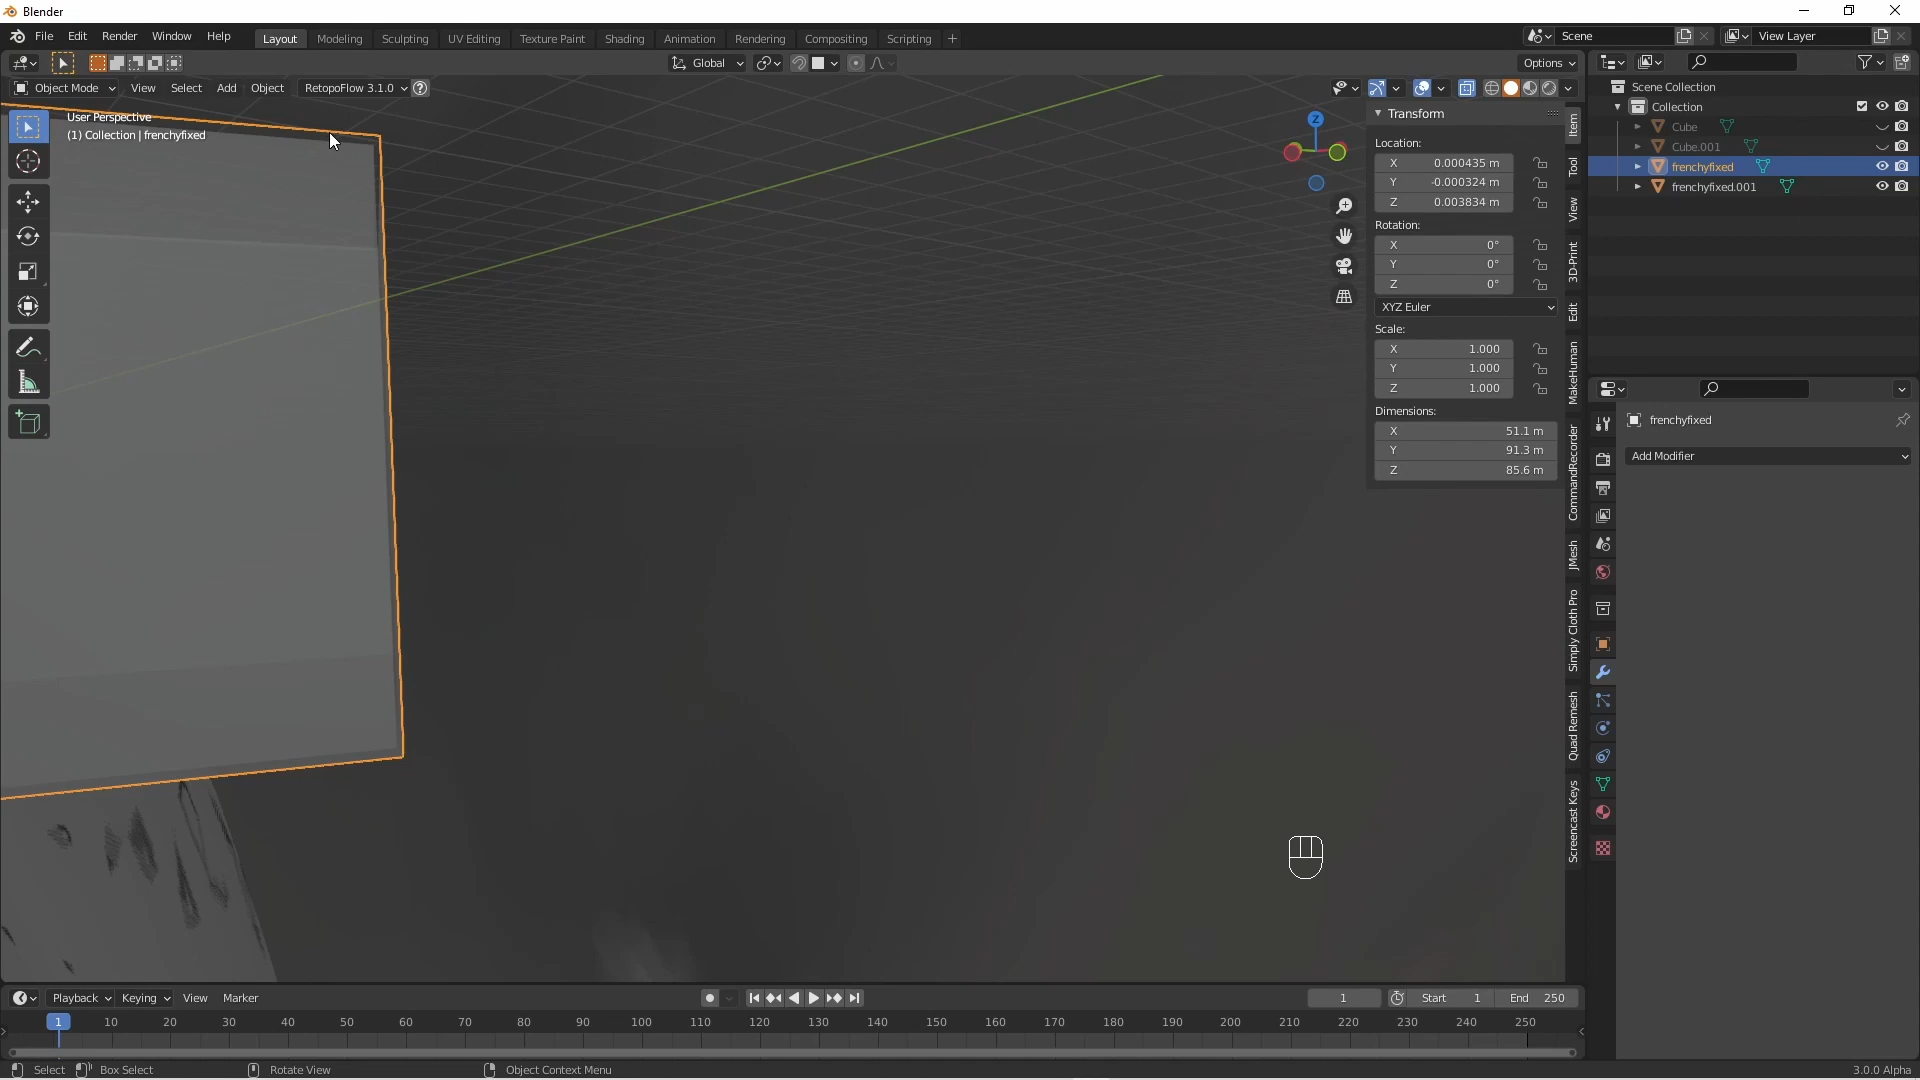 Blender
File Edit Render Window Help Layout Modeling Sculpting UV Editing Texture Paint Shading Animation Rendering Compositing Scripting + Scene View Layer
Global Options
Object Mode View Select Add Object RetopoFlow 3.1.0
User Perspective
(1) Collection | frenchyfixed
Z
Transform
Location:
X 0.000435 m
Y -0.000324 m
Z 0.003834 m
Rotation:
X 0°
Y 0°
Z 0°
XYZ Euler
Scale:
X 1.000
Y 1.000
Z 1.000
Dimensions:
X 51.1 m
Y 91.3 m
Z 85.6 m
Item
Tool
View
3D-Print
Edit
MakeHuman
CommandRecorder
JMesh
Simply Cloth Pro
Quad Remesh
Screencast Keys
Scene Collection
Collection
Cube
Cube.001
frenchyfixed
frenchyfixed.001
frenchyfixed
Add Modifier
Playback Keying View Marker 1 Start 1 End 250
1 10 20 30 40 50 60 70 80 90 100 110 120 130 140 150 160 170 180 190 200 210 220 230 240 250
Select Box Select Rotate View Object Context Menu 3.0.0 Alpha